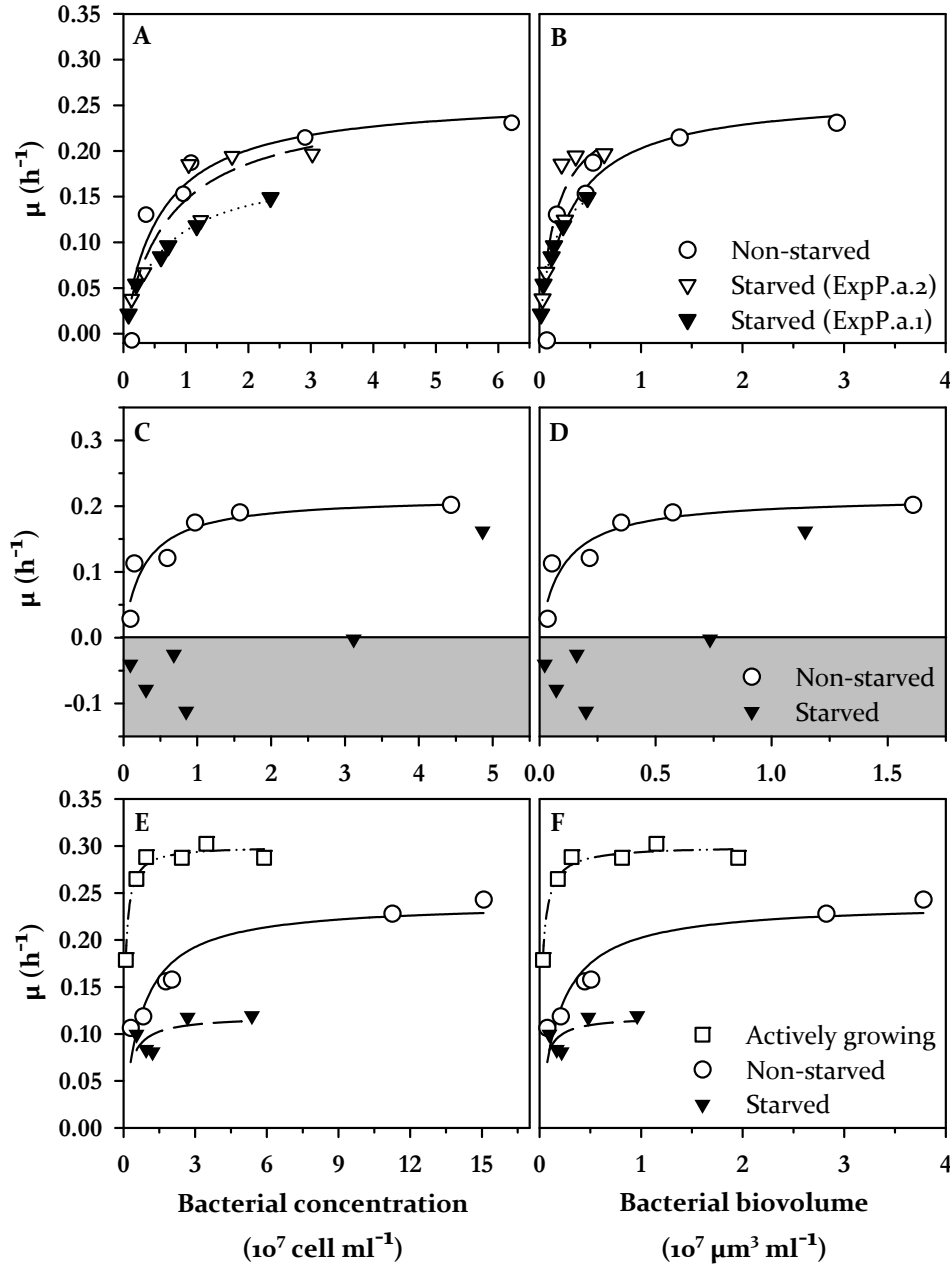 0.35
0.30
0.25
0.20
0.15
0.10
0.05
0.00
μ (h⁻¹)
A
0 1 2 3 4 5 6
B
Non-starved
Starved (ExpP.a.2)
Starved (ExpP.a.1)
0 1 2 3 4
0.3
0.2
0.1
0.0
-0.1
μ (h⁻¹)
C
0 1 2 3 4 5
D
Non-starved
Starved
0.0 0.5 1.0 1.5
0.35
0.30
0.25
0.20
0.15
0.10
0.05
0.00
μ (h⁻¹)
E
0 3 6 9 12 15
F
Actively growing
Non-starved
Starved
0 1 2 3 4
Bacterial concentration
(10⁷ cell ml⁻¹)
Bacterial biovolume
(10⁷ μm³ ml⁻¹)